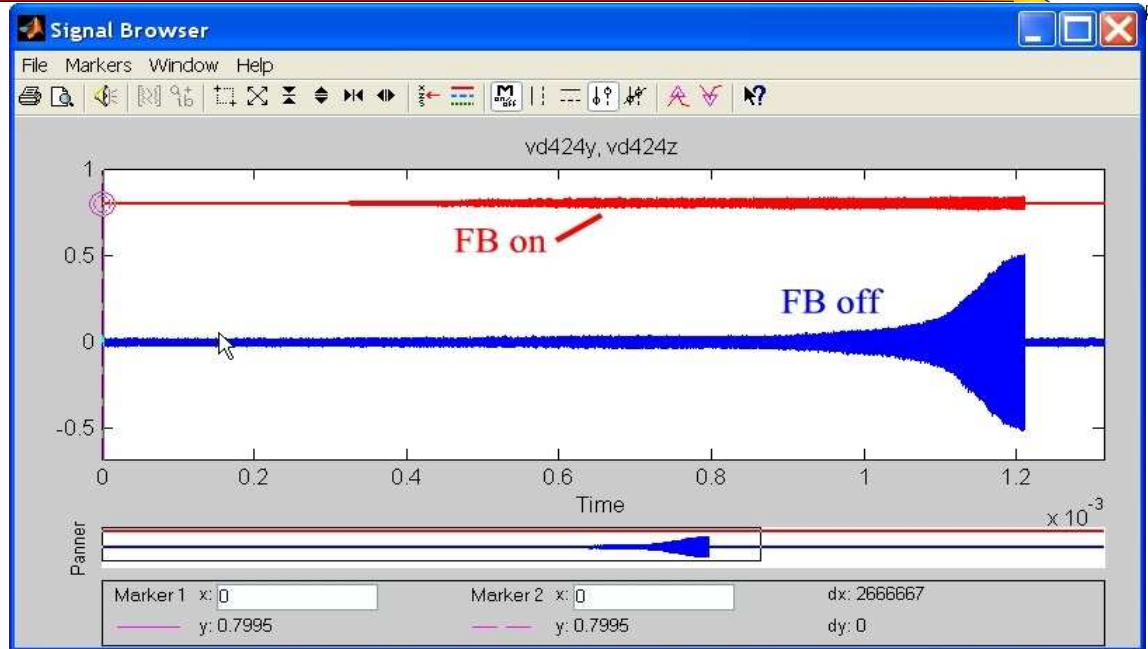 Signal Browser
File Markers Window Help
vd424y, vd424z
1
0.5
0
-0.5
FB on
FB off
0 0.2 0.4 0.6 0.8 1 1.2
Time
x 10-3
Panner
Marker 1 x: 0 Marker 2 x: 0 dx: 2666667
y: 0.7995 y: 0.7995 dy: 0